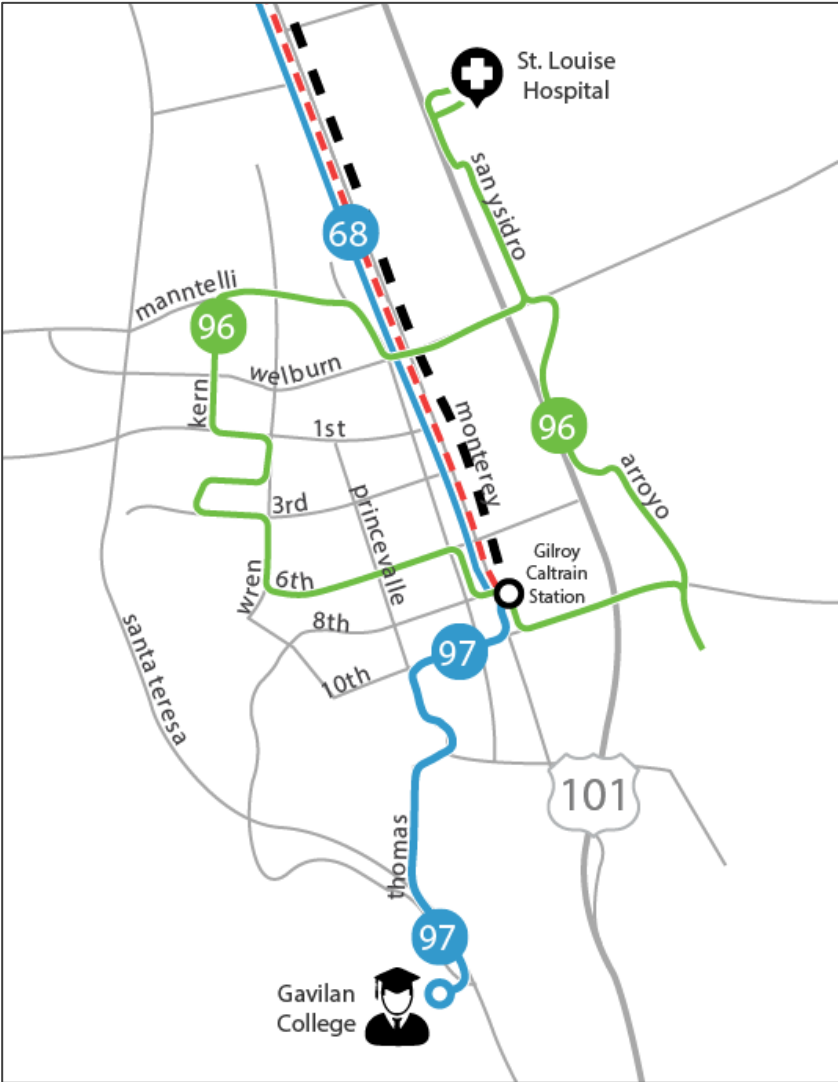 St. Louise
Hospital
san ysidro
68
manntelli
96
welburn
kern
monterey
1st
96
arroyo
princevalle
3rd
Gilroy
Caltrain
Station
wren
6th
8th
97
santa teresa
10th
101
thomas
97
Gavilan
College